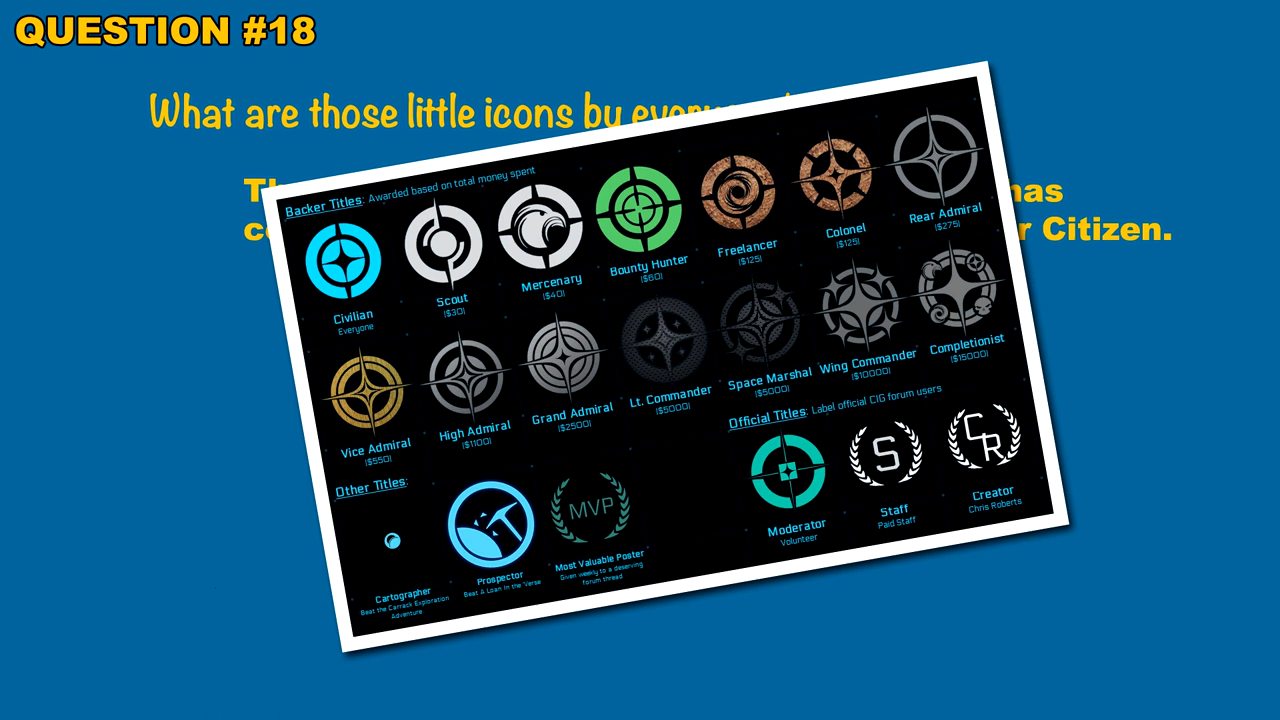 QUESTION #18
What are those little icons by
has
Citizen.
Backer Titles: Awarded based on total money spent
Civilian
Everyone
Scout
($30)
Mercenary
($40)
Bounty Hunter
($60)
Freelancer
($125)
Colonel
($125)
Rear Admiral
($275)
Vice Admiral
($550)
High Admiral
($1100)
Grand Admiral
($2500)
Lt. Commander
($5000)
Space Marshal
($5000)
Wing Commander
($10000)
Completionist
($15000)
Other Titles:
Cartographer
Beat the Carrack Exploration
Adventure
Prospector
Beat A Loan In the 'Verse
MVP
Most Valuable Poster
Given weekly to a deserving
forum thread
Official Titles: Label official CIG forum users
Moderator
Volunteer
S
Staff
Paid Staff
CR
Creator
Chris Roberts